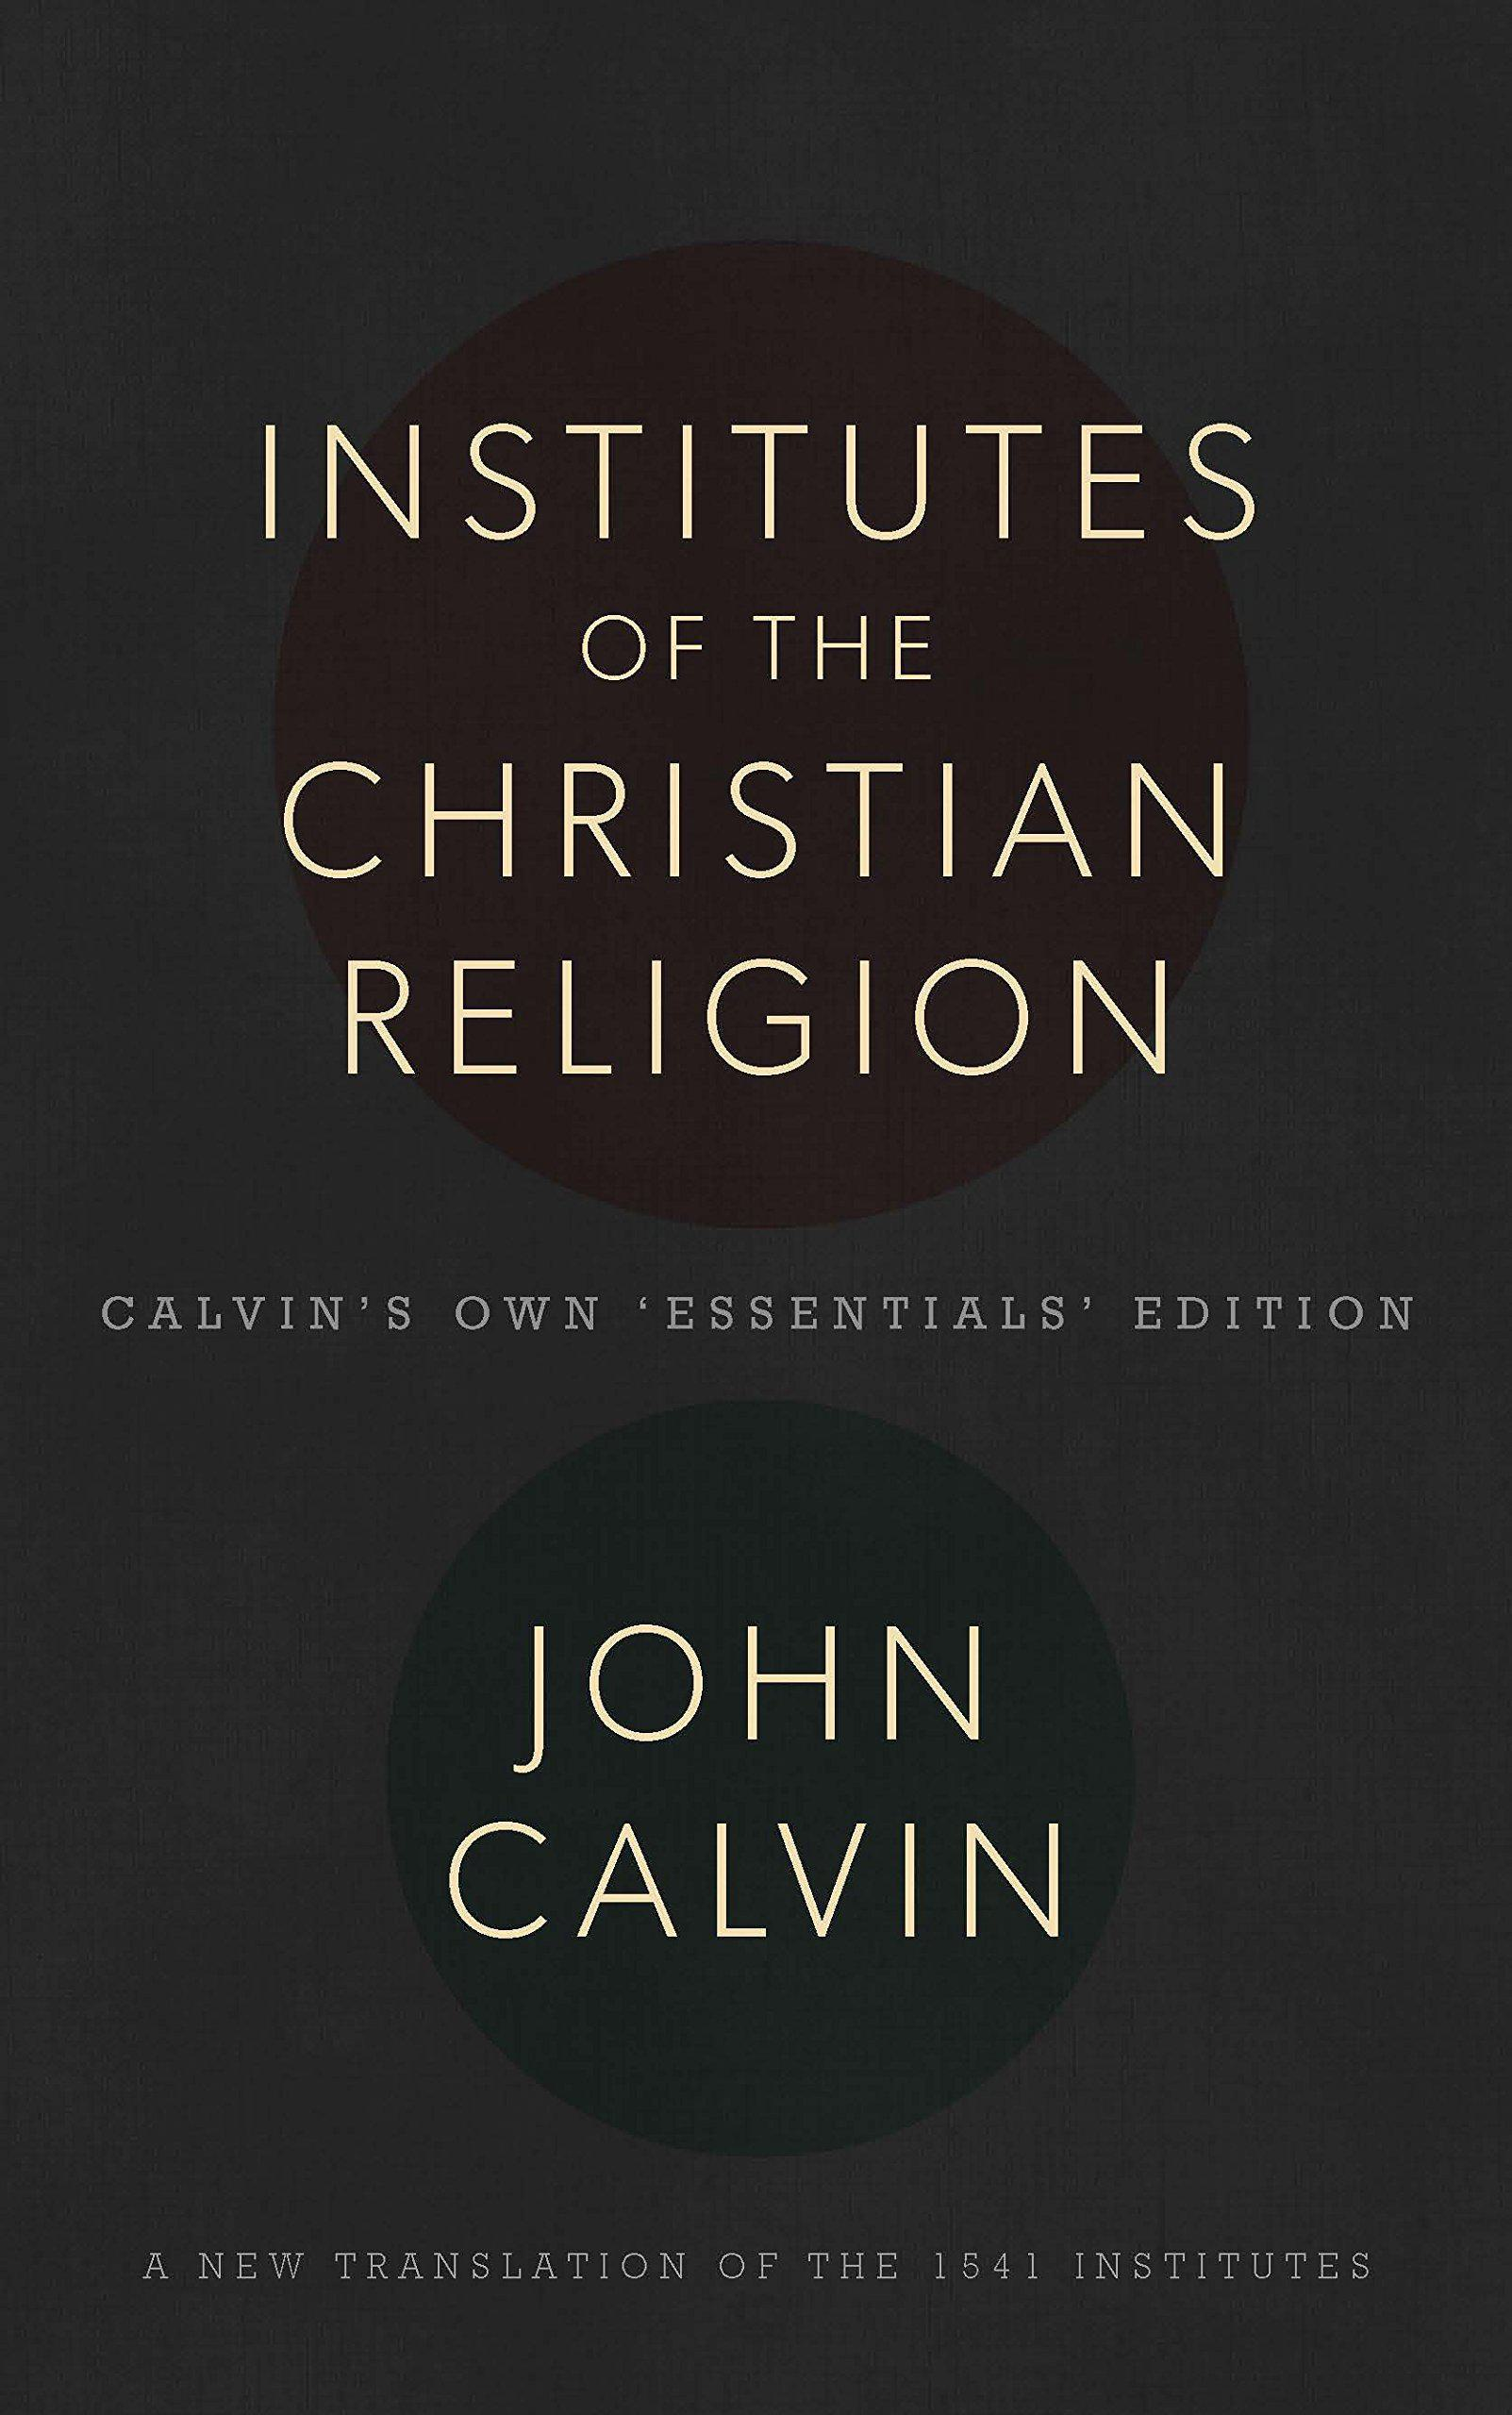 INSTITUTES
OF THE
CHRISTIAN
RELIGION
CALVIN’S OWN ‘ESSENTIALS’ EDITION
JOHN
CALVIN
A NEW TRANSLATION OF THE 1541 INSTITUTES